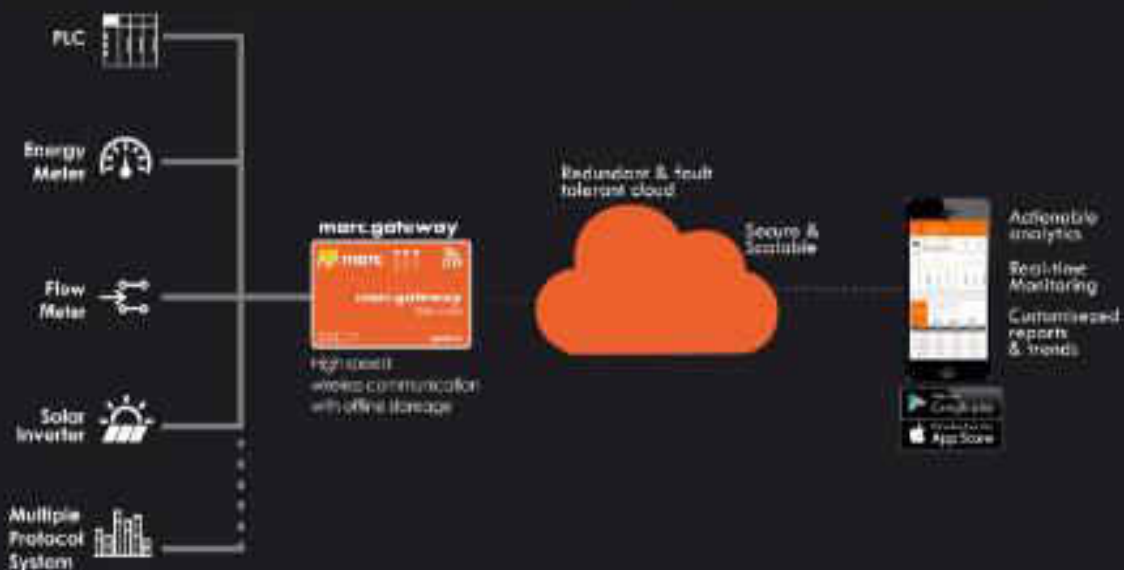 PLC
Energy
Meter
Flow
Meter
Solar
Inverter
Multiple
Protocol
System
marc.gateway
marc
marc.gateway
High speed
wireless communication
with offline storage
Redundant & fault
tolerant cloud
Secure &
Scalable
Actionable
analytics
Real-time
Monitoring
Customiseed
reports
& trends
App Store